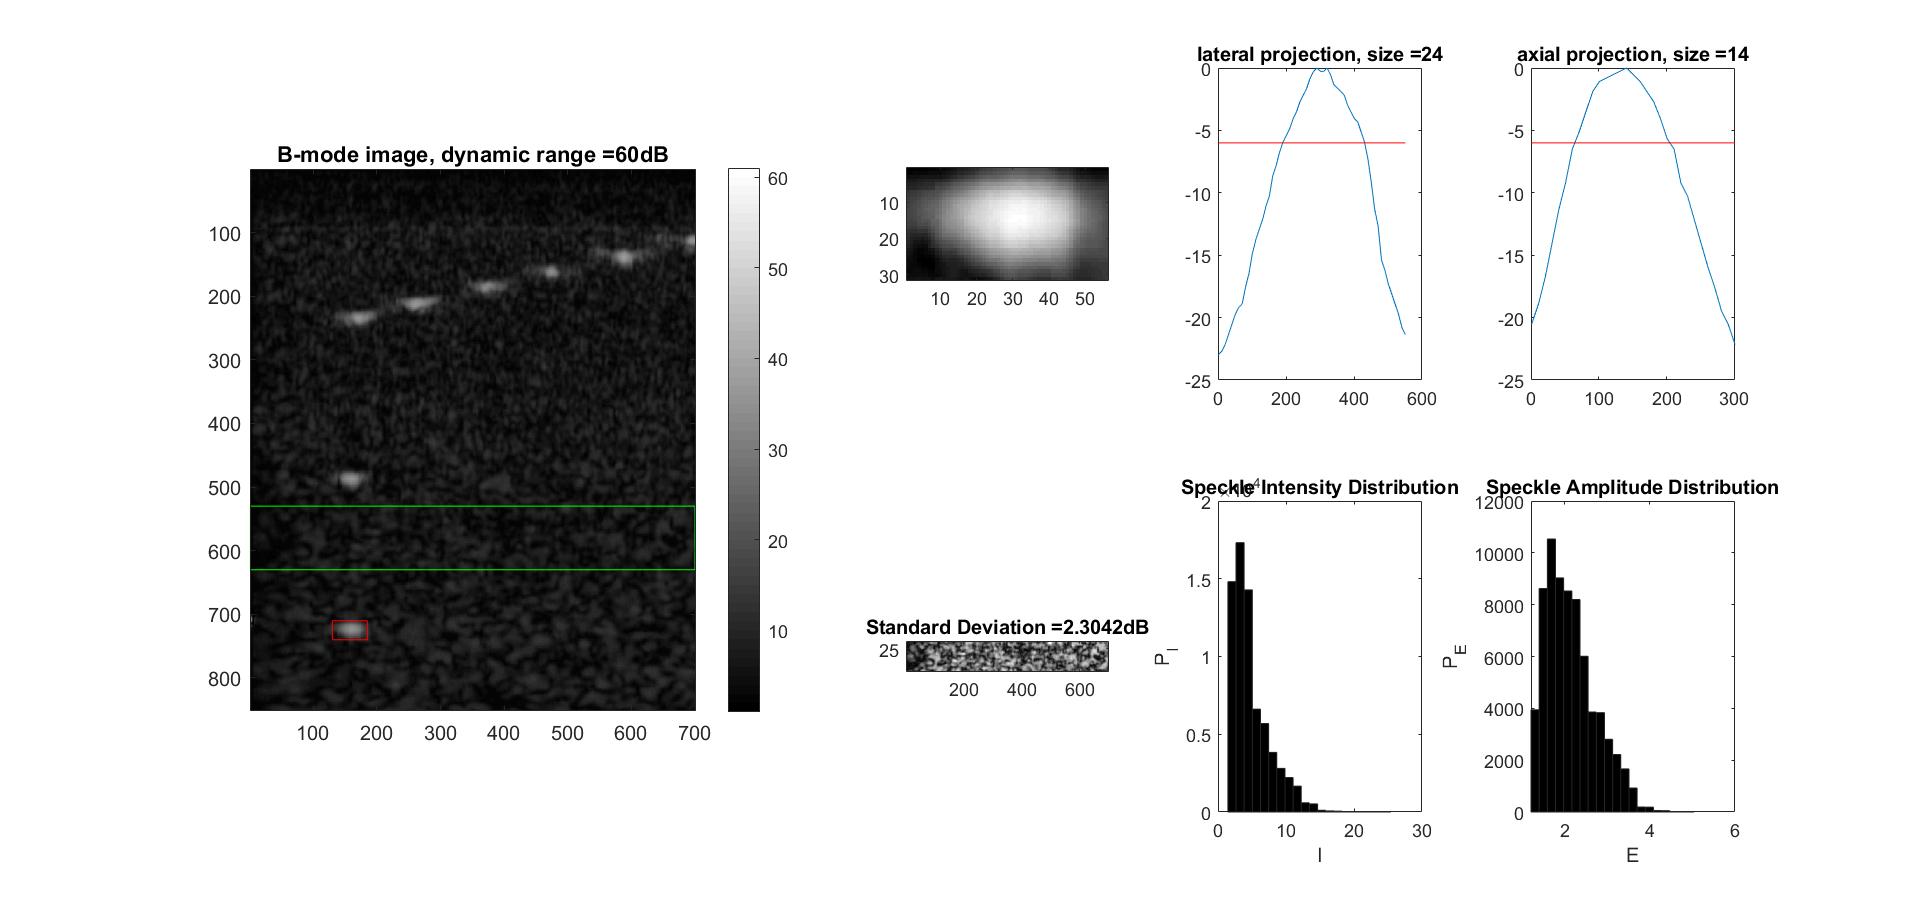 B-mode image, dynamic range =60dB
100
200
300
400
500
600
700
800
100 200 300 400 500 600 700
60
50
40
30
20
10
10
20
30
10 20 30 40 50
lateral projection, size =24
0
-5
-10
-15
-20
-25
0 200 400 600
axial projection, size =14
0
-5
-10
-15
-20
-25
0 100 200 300
Standard Deviation =2.3042dB
25
200 400 600
Speckle Intensity Distribution
×10^4
2
1.5
1
0.5
0
P_I
0 10 20 30
I
Speckle Amplitude Distribution
12000
10000
8000
6000
4000
2000
0
P_E
2 4 6
E